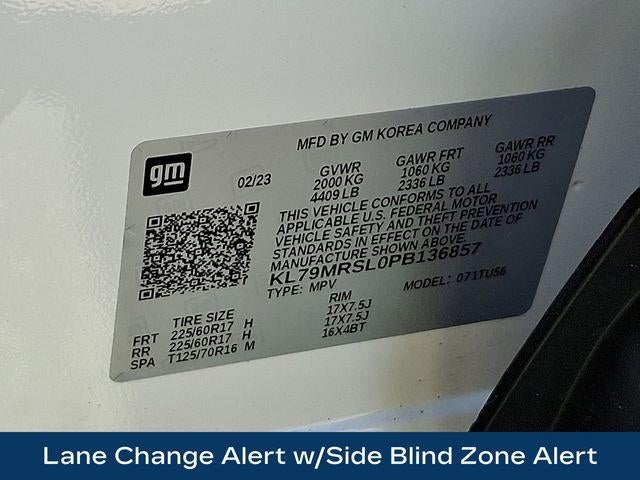 MFD BY GM KOREA COMPANY
gm
02/23
GVWR GAWR FRT GAWR RR
2000 KG 1060 KG 1060 KG
4409 LB 2336 LB 2336 LB
THIS VEHICLE CONFORMS TO ALL
APPLICABLE U.S. FEDERAL MOTOR
VEHICLE SAFETY AND THEFT PREVENTION
STANDARDS IN EFFECT ON THE DATE OF
MANUFACTURE SHOWN ABOVE.
KL79MRSL0PB136857
TYPE: MPV MODEL: 071TU56
TIRE SIZE RIM
FRT 225/60R17 H 17X7.5J
RR 225/60R17 H 17X7.5J
SPA T125/70R16 M 16X4BT
Lane Change Alert w/Side Blind Zone Alert